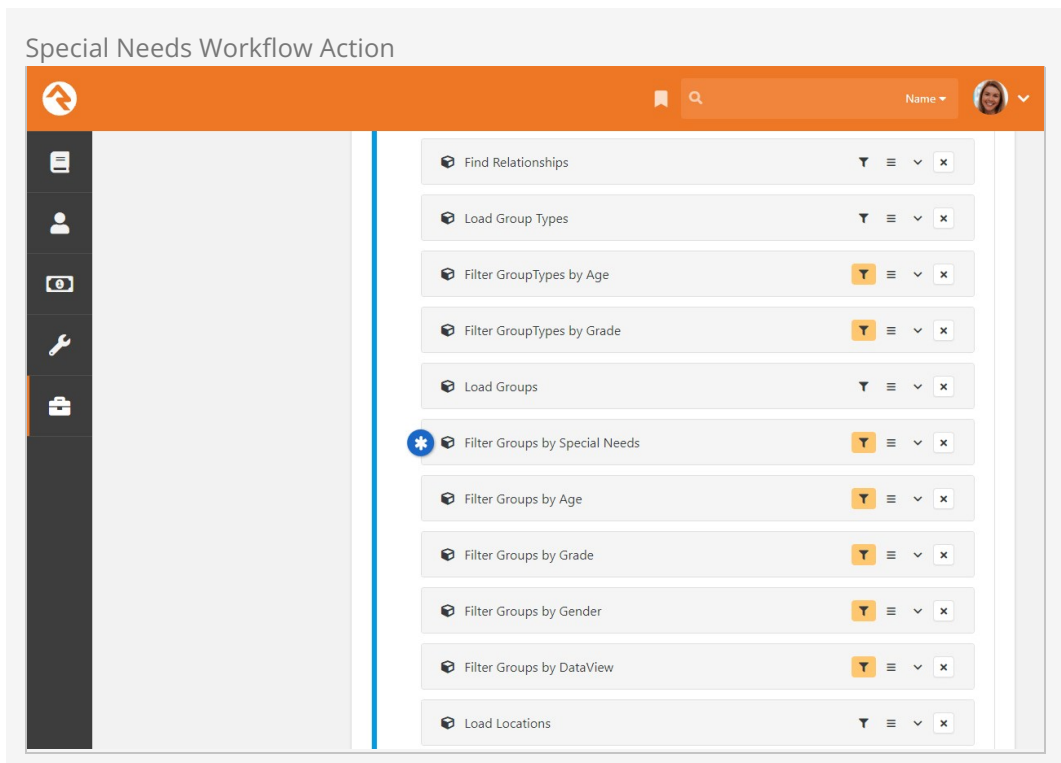 Special Needs Workflow Action
Name
Find Relationships
Load Group Types
Filter GroupTypes by Age
Filter GroupTypes by Grade
Load Groups
Filter Groups by Special Needs
Filter Groups by Age
Filter Groups by Grade
Filter Groups by Gender
Filter Groups by DataView
Load Locations